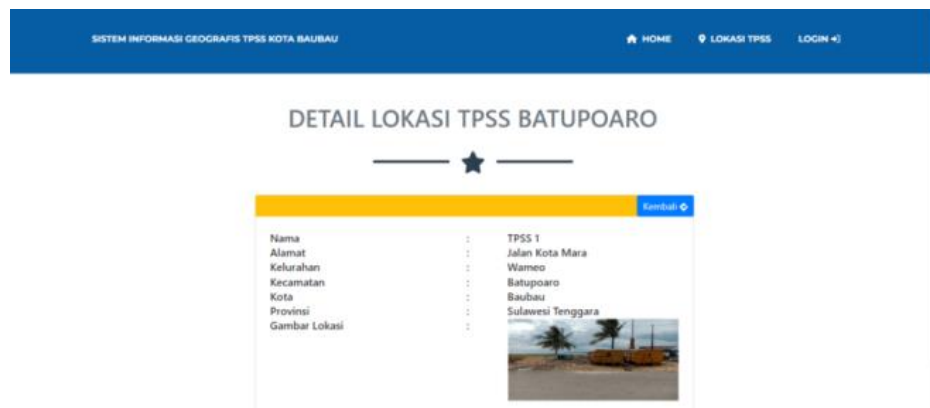 SISTEM INFORMASI GEOGRAFIS TPSS KOTA BAUBAU HOME LOKASI TPSS LOGIN
DETAIL LOKASI TPSS BATUPOARO
Kembali
Nama : TPSS 1
Alamat : Jalan Kota Mara
Kelurahan : Wameo
Kecamatan : Batupoaro
Kota : Baubau
Provinsi : Sulawesi Tenggara
Gambar Lokasi :